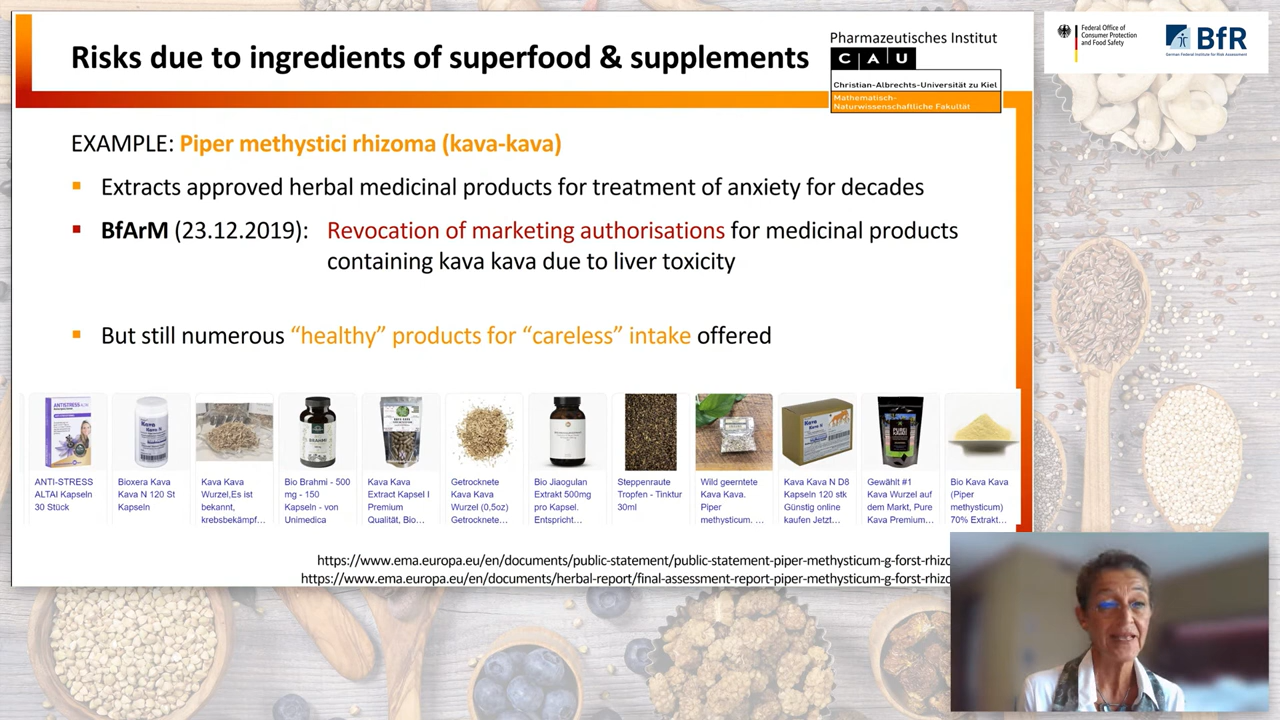 Risks due to ingredients of superfood & supplements
Pharmazeutisches Institut
C A U
Christian-Albrechts-Universität zu Kiel
Mathematisch-
Naturwissenschaftliche Fakultät
Federal Office of
Consumer Protection
and Food Safety
BfR
German Federal Institute for Risk Assessment
EXAMPLE: Piper methystici rhizoma (kava-kava)
Extracts approved herbal medicinal products for treatment of anxiety for decades
BfArM (23.12.2019): Revocation of marketing authorisations for medicinal products
containing kava kava due to liver toxicity
But still numerous “healthy” products for “careless” intake offered
ANTISTRESS
Kava
Kava N
BRAHMI
PURE
KAVA
Kava
Kava N
ANTI-STRESS
ALTAI Kapseln
30 Stück
Bioxera Kava
Kava N 120 St
Kapseln
Kava Kava
Wurzel,Es ist
bekannt,
krebsbekämpf...
Bio Brahmi - 500
mg - 150
Kapseln - von
Unimedica
Kava Kava
Extract Kapsel I
Premium
Qualität, Bio...
Getrocknete
Kava Kava
Wurzel (0,5oz)
Getrocknete...
Bio Jiaogulan
Extrakt 500mg
pro Kapsel.
Entspricht...
Steppenraute
Tropfen - Tinktur
30ml
Wild geerntete
Kava Kava.
Piper
methysticum. ...
Kava Kava N D8
Kapseln 120 stk
Günstig online
kaufen Jetzt...
Gewählt #1
Kava Wurzel auf
dem Markt, Pure
Kava Premium...
Bio Kava Kava
(Piper
methysticum)
70% Extrakt...
https://www.ema.europa.eu/en/documents/public-statement/public-statement-piper-methysticum-g-forst-rhizo
https://www.ema.europa.eu/en/documents/herbal-report/final-assessment-report-piper-methysticum-g-forst-rhizo